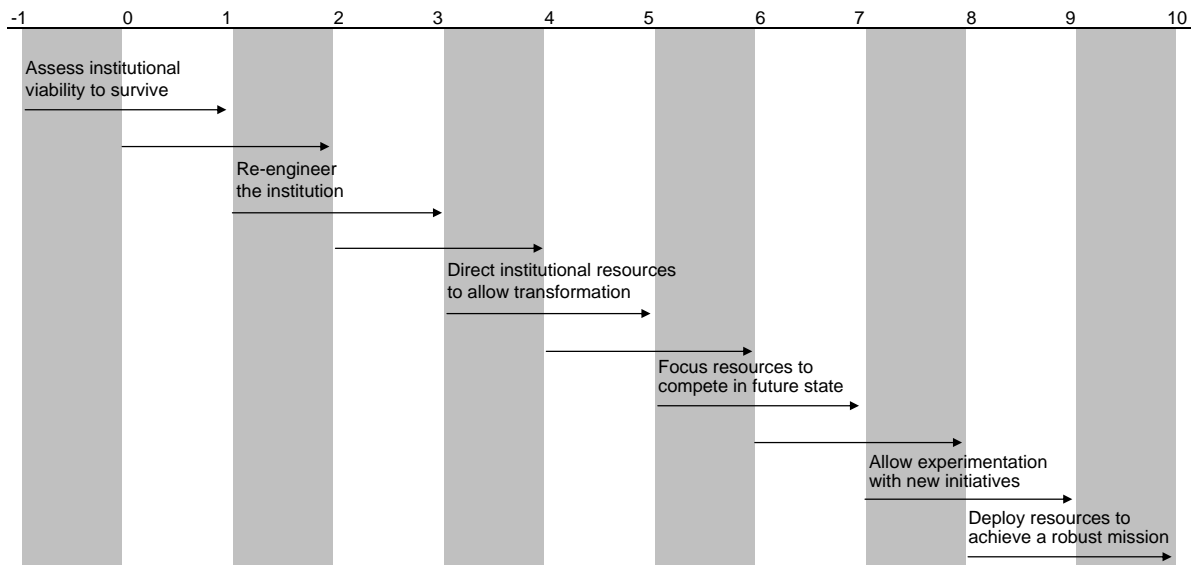 -1 0 1 2 3 4 5 6 7 8 9 10
Assess institutional
viability to survive
Re-engineer
the institution
Direct institutional resources
to allow transformation
Focus resources to
compete in future state
Allow experimentation
with new initiatives
Deploy resources to
achieve a robust mission